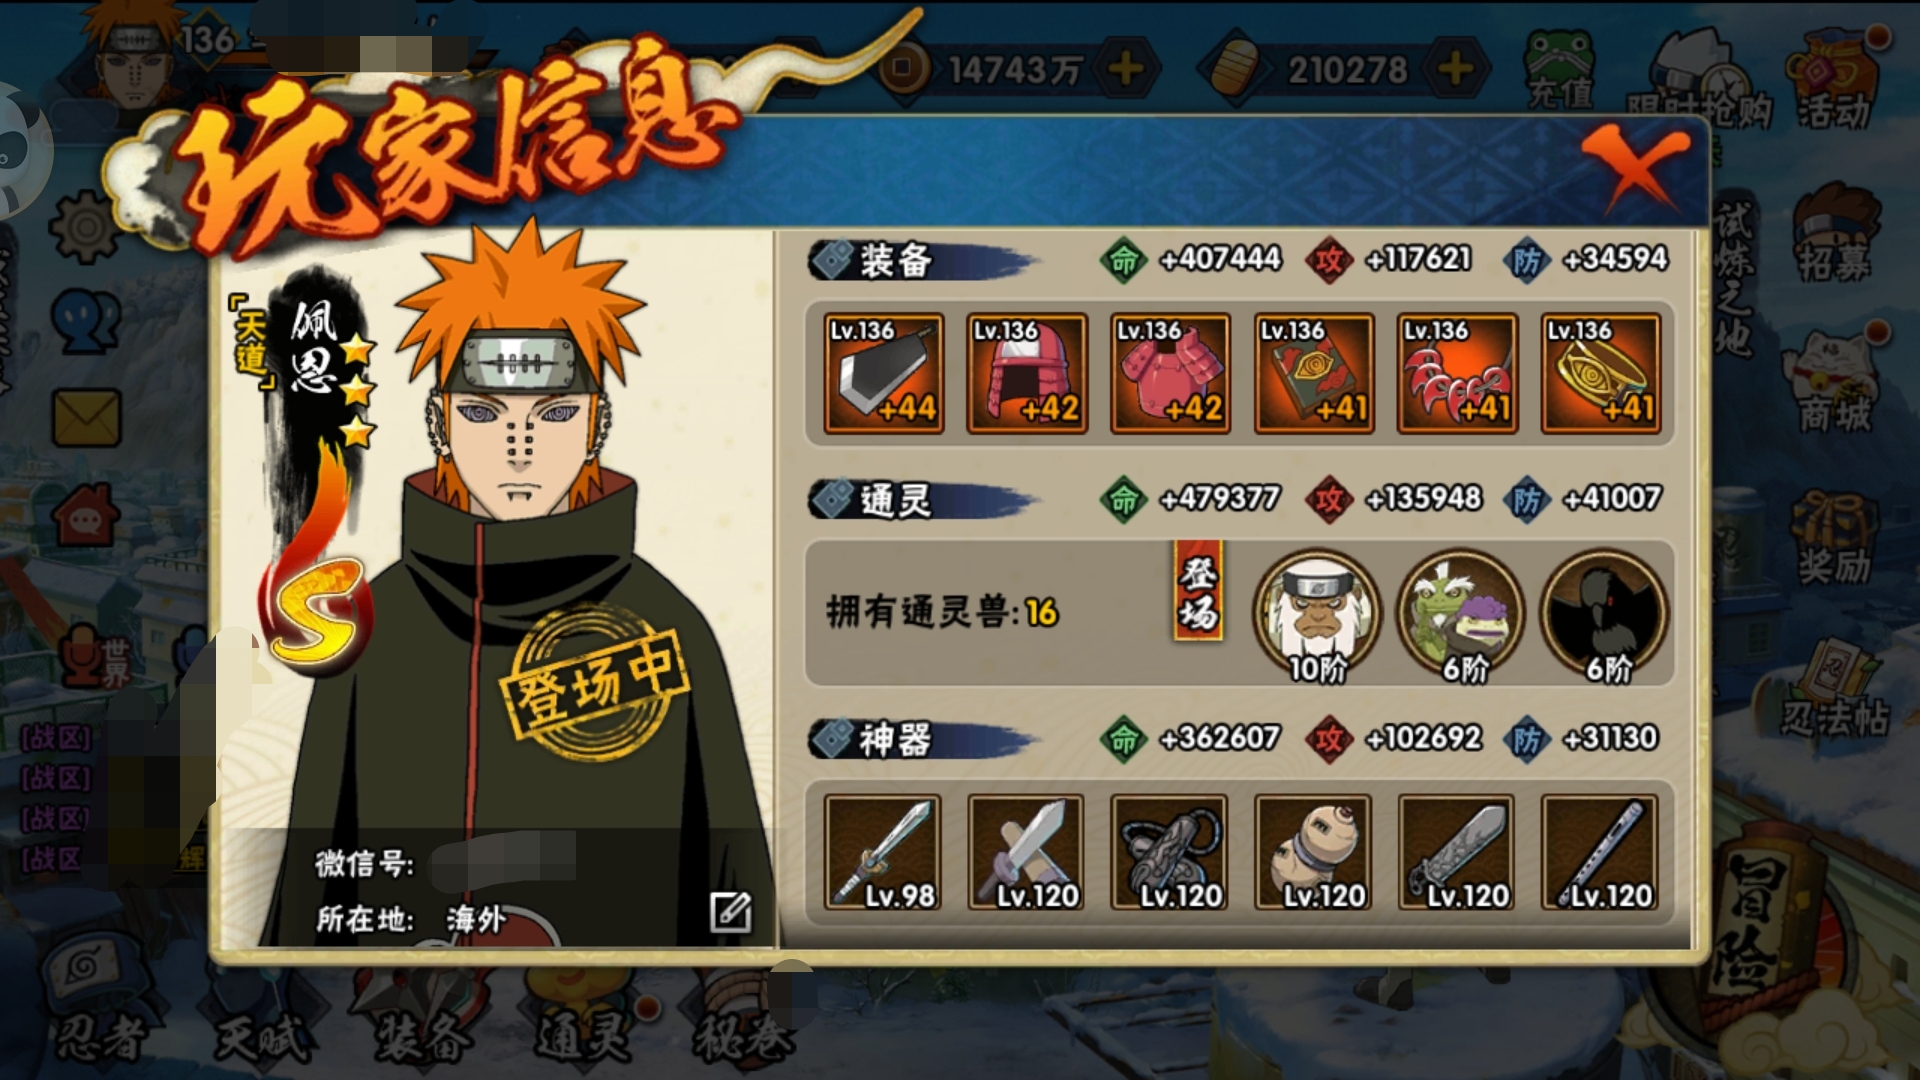 136
14743万
210278
充值
限时抢购
活动
玩家信息
「天道」
佩恩
S
登场中
微信号:
所在地: 海外
装备 命 +407444 攻 +117621 防 +34594
Lv.136 Lv.136 Lv.136 Lv.136 Lv.136 Lv.136
+44 +42 +42 +41 +41 +41
通灵 命 +479377 攻 +135948 防 +41007
拥有通灵兽:16
登场
10阶 6阶 6阶
神器 命 +362607 攻 +102692 防 +31130
Lv.98 Lv.120 Lv.120 Lv.120 Lv.120 Lv.120
试炼之地
招募
商城
奖励
忍法帖
冒险
世界
[战区]
[战区]
[战区]
[战区
辉
忍者 天赋 装备 通灵 秘卷